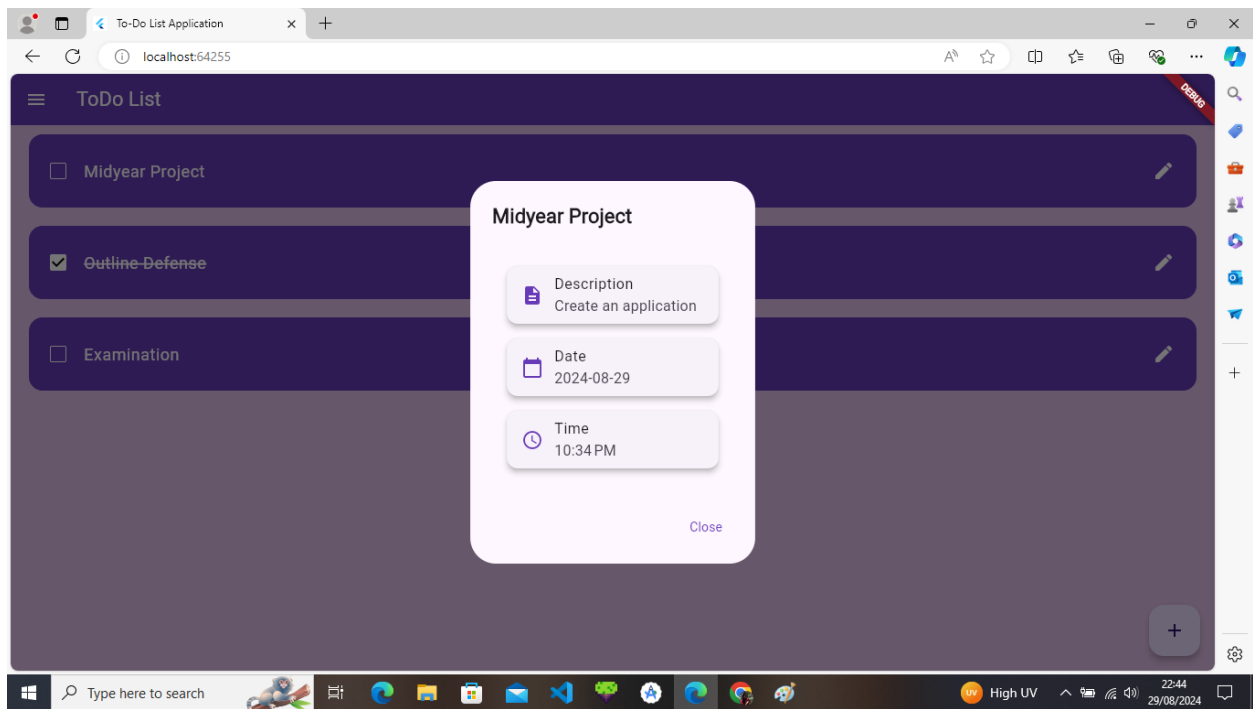 To-Do List Application
localhost:64255
ToDo List
DEBUG
Midyear Project
Outline Defense
Examination
Midyear Project
Description
Create an application
Date
2024-08-29
Time
10:34 PM
Close
Type here to search
UV
High UV
22:44
29/08/2024